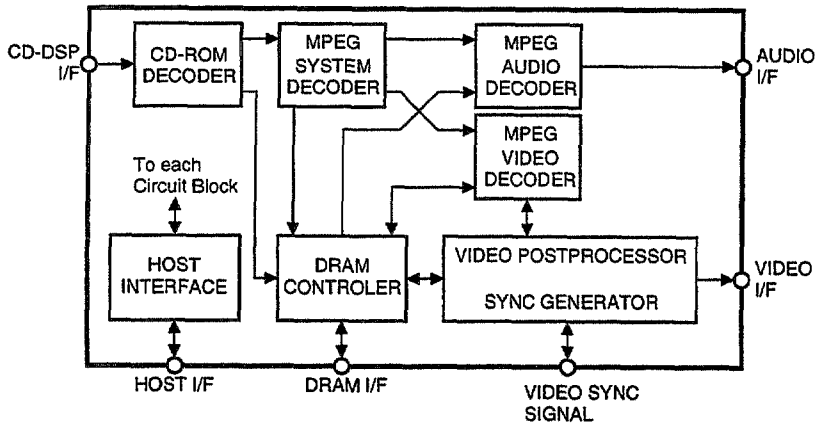 CD-DSP
I/F
CD-ROM
DECODER
MPEG
SYSTEM
DECODER
MPEG
AUDIO
DECODER
AUDIO
I/F
MPEG
VIDEO
DECODER
To each
Circuit Block
HOST
INTERFACE
DRAM
CONTROLER
VIDEO POSTPROCESSOR
SYNC GENERATOR
VIDEO
I/F
HOST I/F
DRAM I/F
VIDEO SYNC
SIGNAL